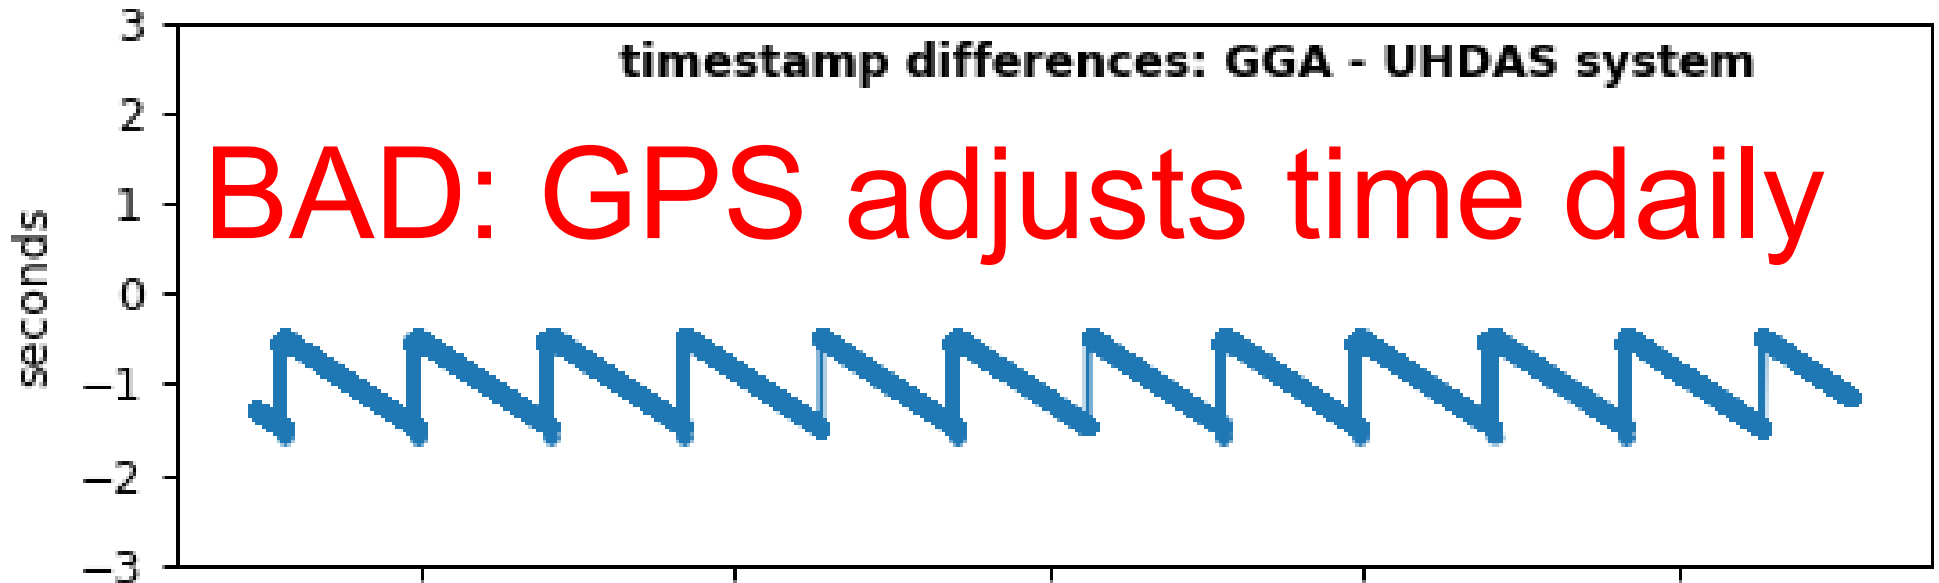 3
timestamp differences: GGA - UHDAS system
2
BAD: GPS adjusts time daily
1
seconds
0
−1
−2
−3